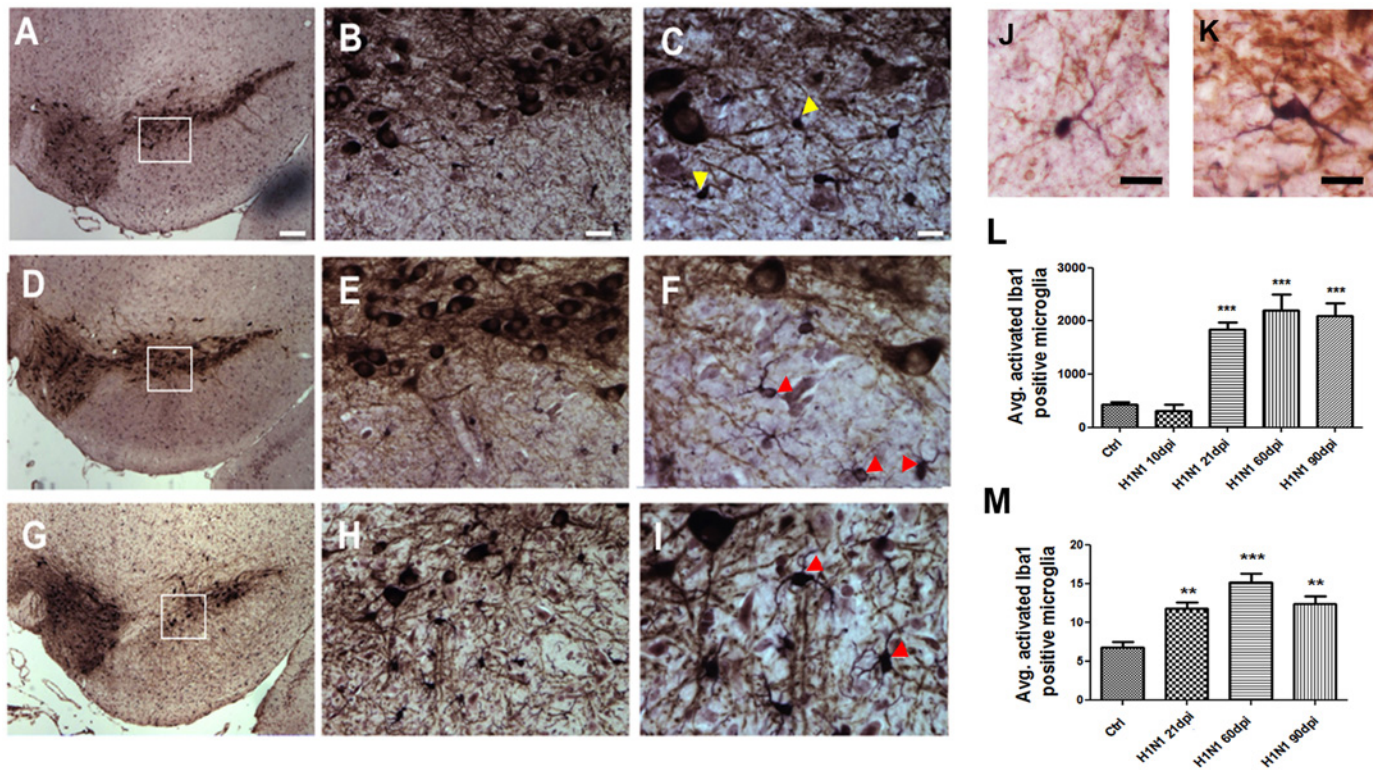 A
B
C
D
E
F
G
H
I
J
K
L
Avg. activated Iba1
positive microglia
3000
2000
1000
0
***
***
***
Ctrl
H1N1 10dpi
H1N1 21dpi
H1N1 60dpi
H1N1 90dpi
M
Avg. activated Iba1
positive microglia
20
15
10
5
0
**
***
**
Ctrl
H1N1 21dpi
H1N1 60dpi
H1N1 90dpi